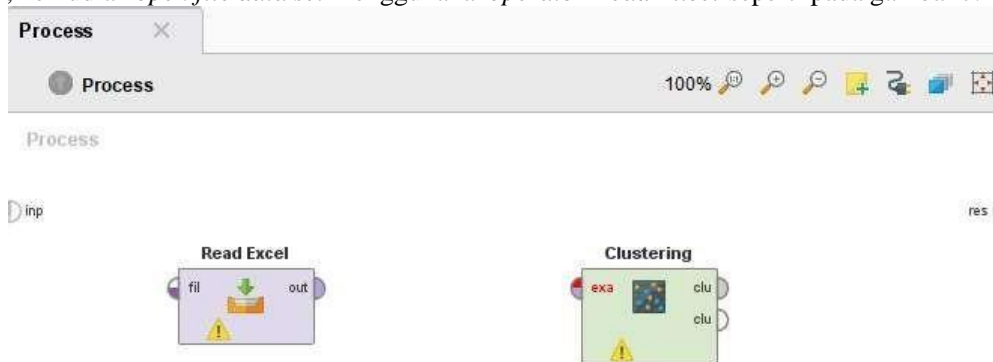 Process
100%
Process
Process
inp
res
Read Excel
Clustering
fil
out
exa
clu
clu